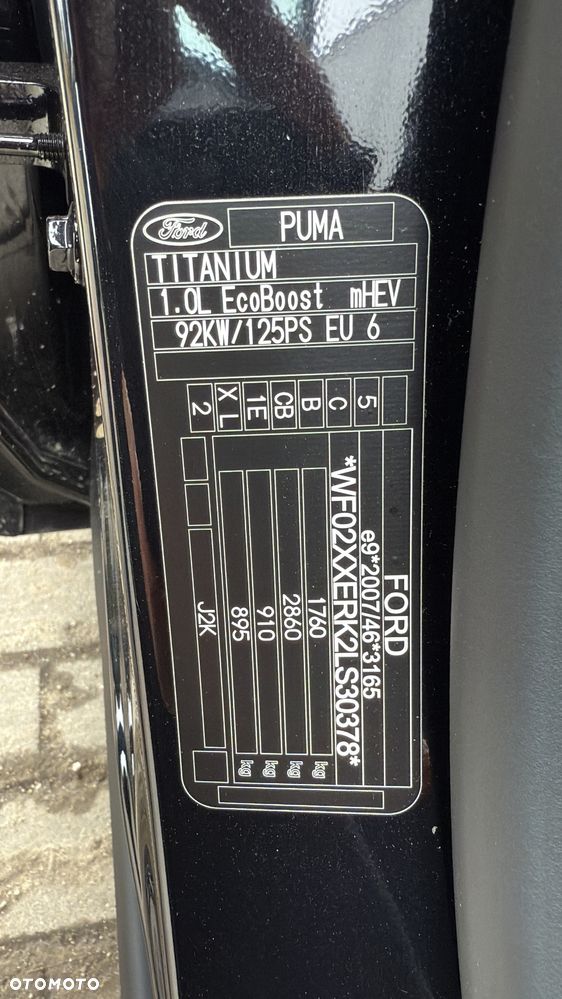 Ford PUMA
TITANIUM
1.0L EcoBoost mHEV
92KW/125PS EU 6
5 C B CB 1E XL 2
FORD
e9*2007/46*3165
*WF02XXERK2LS30378*
1760 kg
2860 kg
910 kg
895 kg
J2K
OTOMOTO